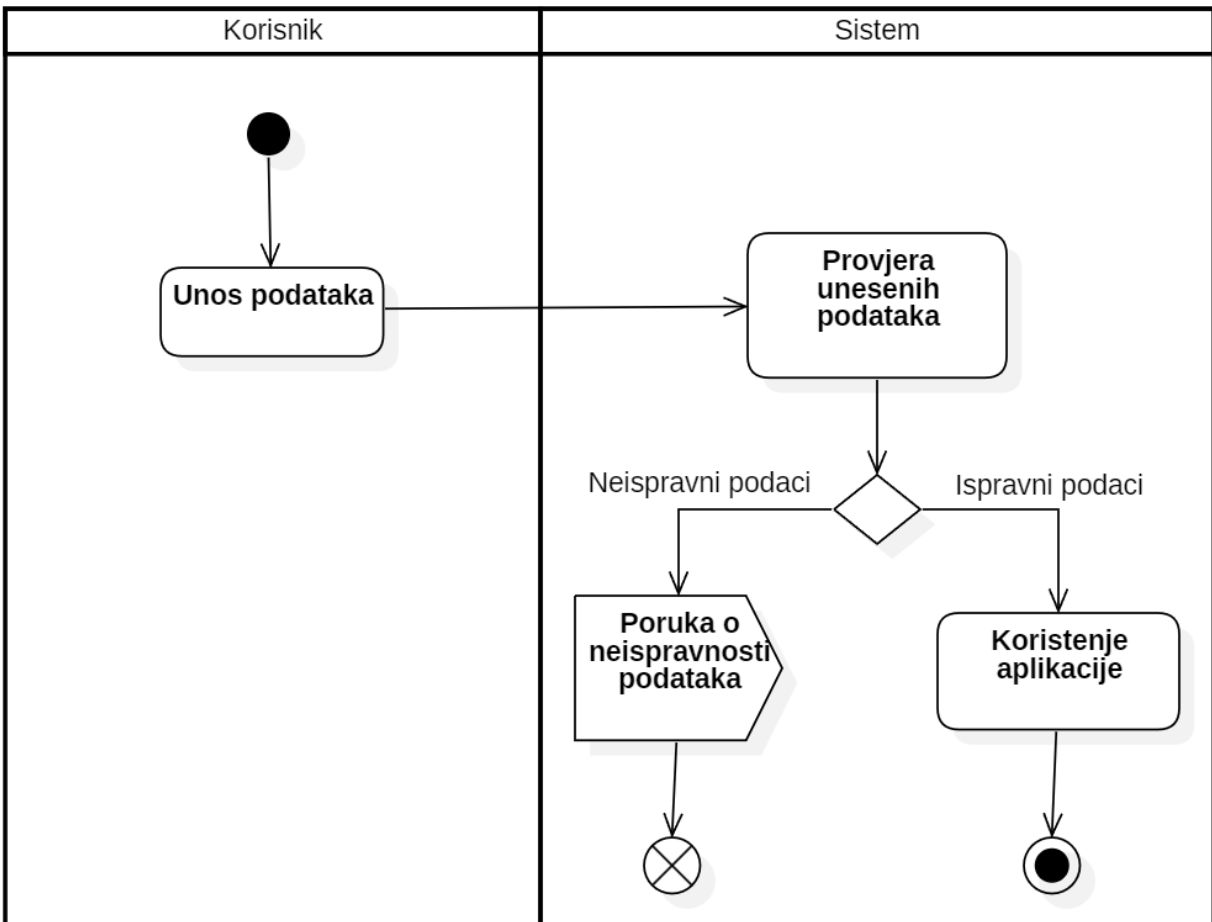 Korisnik
Sistem
Unos podataka
Provjera
unesenih
podataka
Neispravni podaci
Ispravni podaci
Poruka o
neispravnosti
podataka
Koristenje
aplikacije